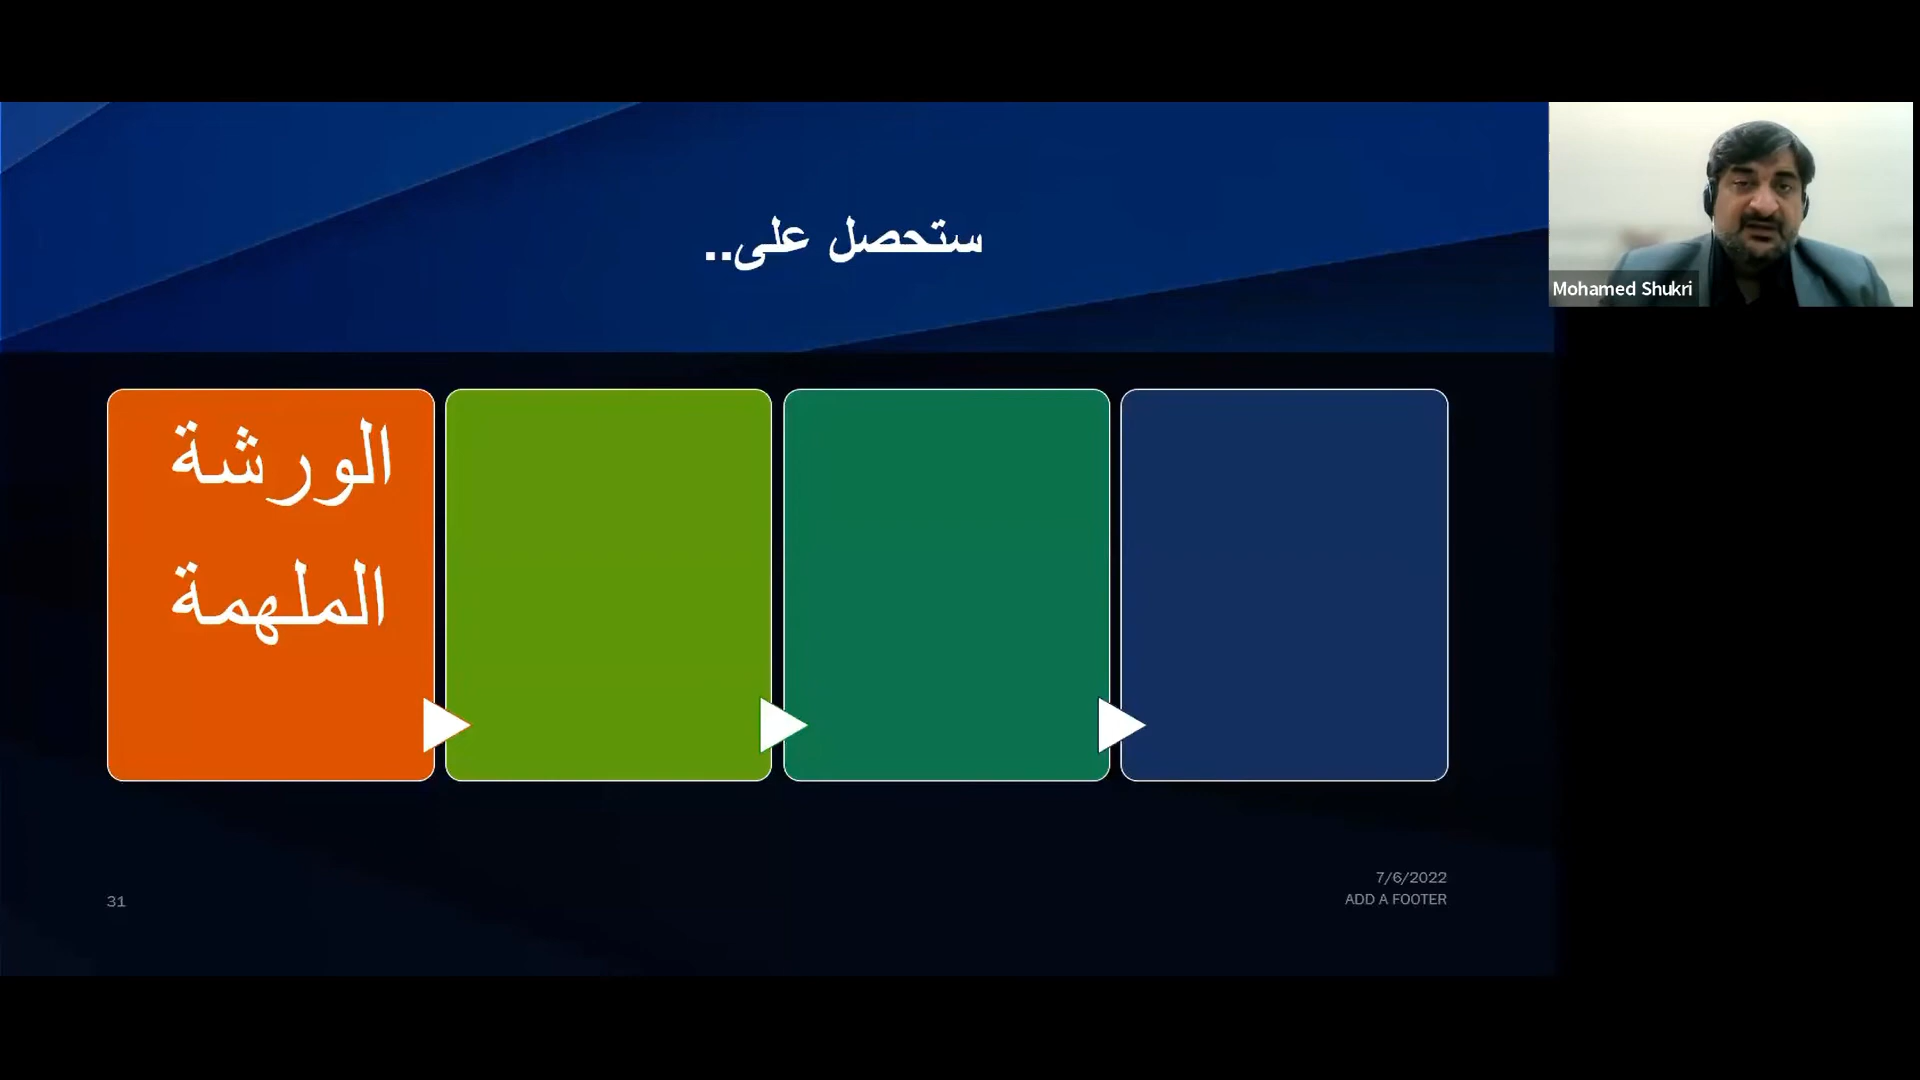 ستحصل على..
Mohamed Shukri
الورشة
الملهمة
7/6/2022
ADD A FOOTER
31